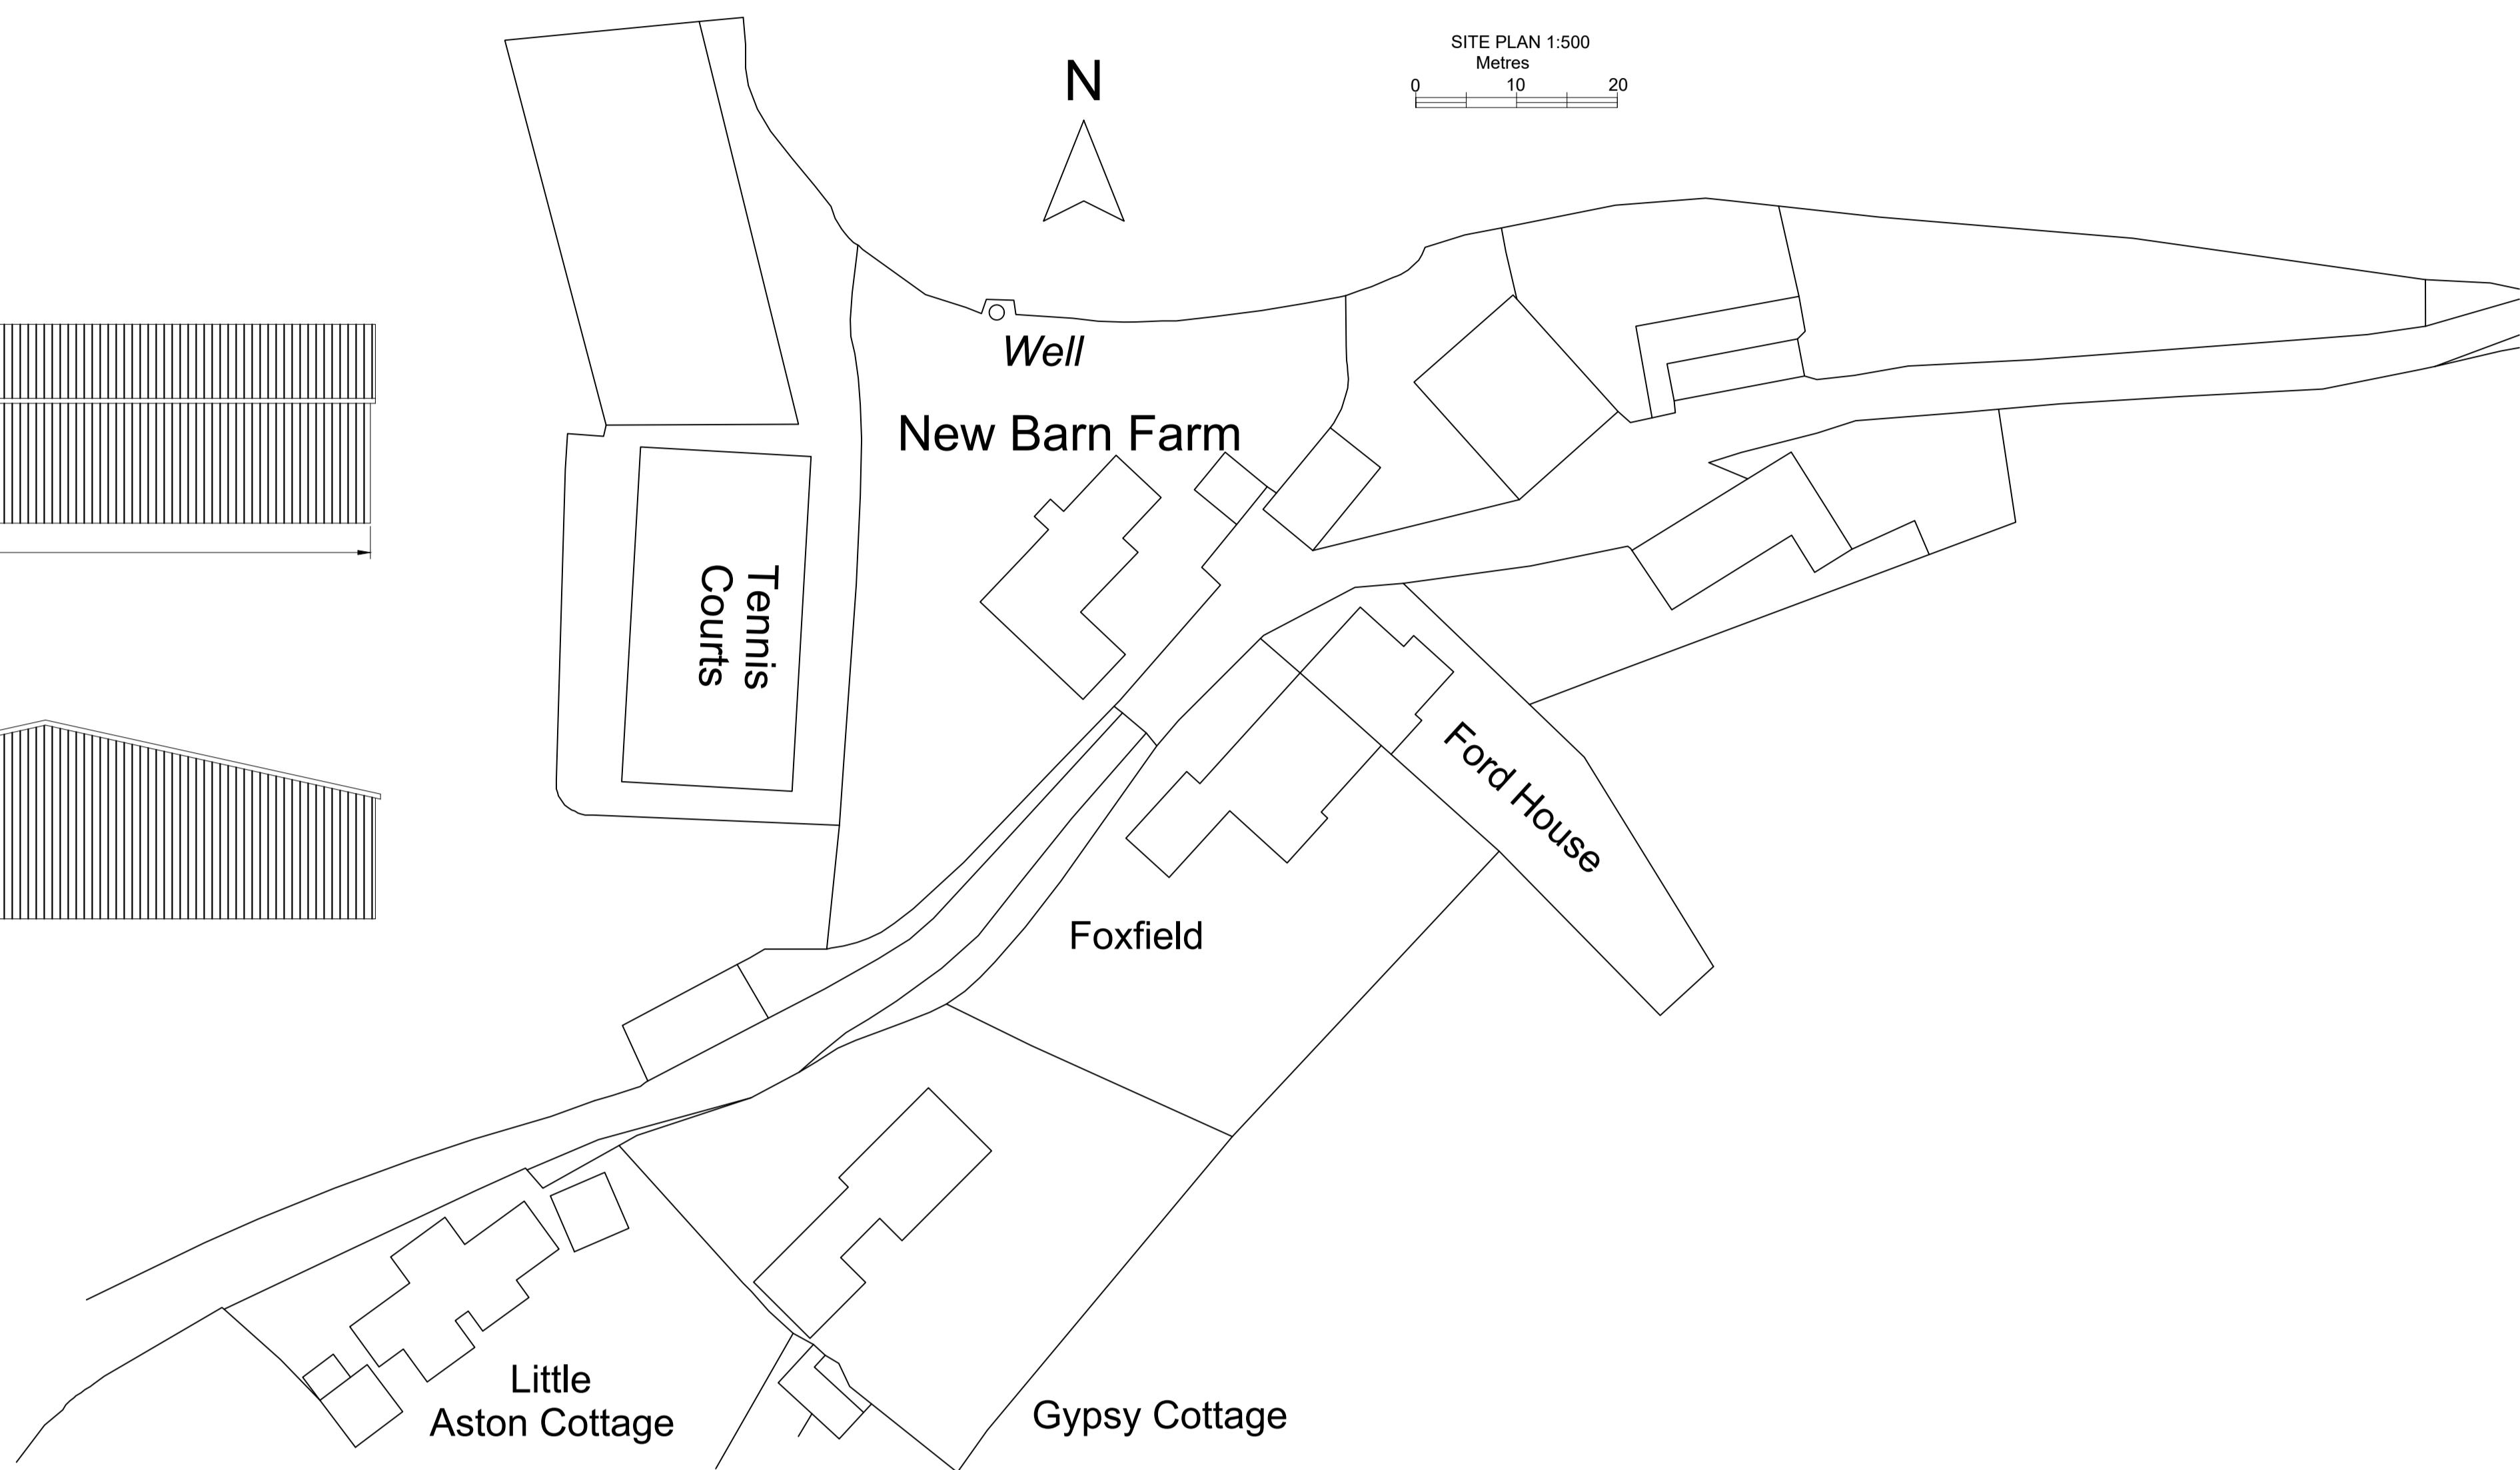 SITE PLAN 1:500
Metres
0 10 20
N
Well
New Barn Farm
Tennis
Courts
Ford House
Foxfield
Little
Aston Cottage
Gypsy Cottage